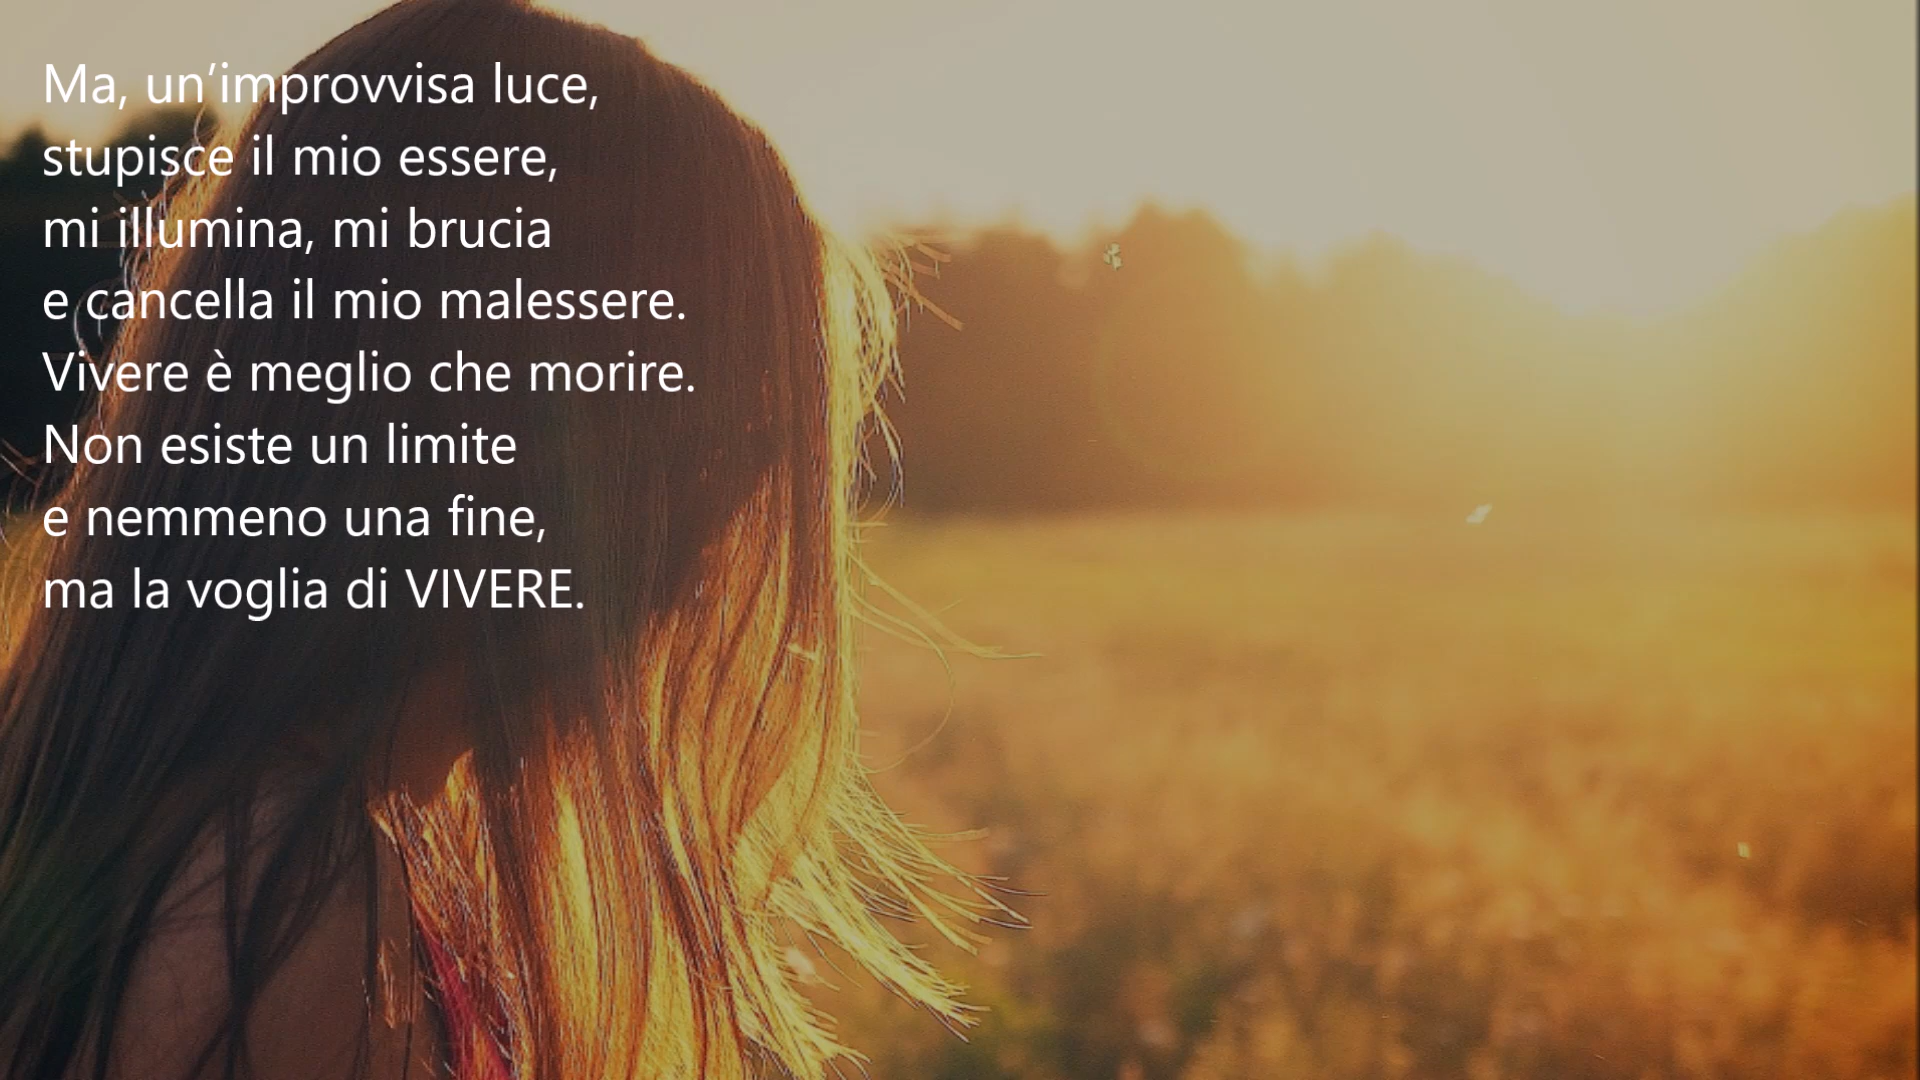 Ma, un’improvvisa luce,
stupisce il mio essere,
mi illumina, mi brucia
e cancella il mio malessere.
Vivere è meglio che morire.
Non esiste un limite
e nemmeno una fine,
ma la voglia di VIVERE.